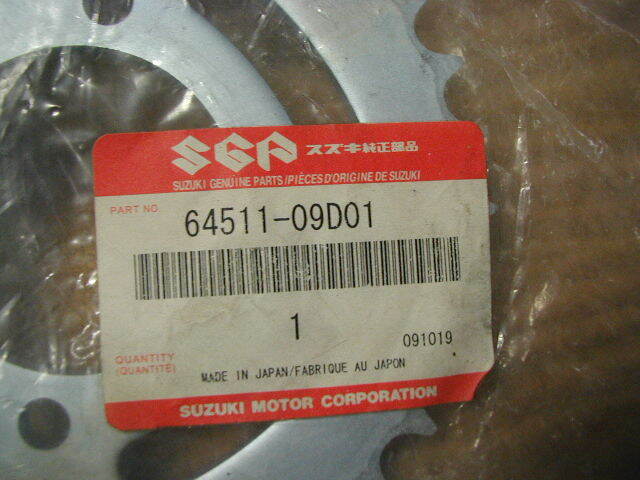 SGP スズキ純正部品
SUZUKI GENUINE PARTS/PIÈCES D'ORIGINE DE SUZUKI
PART NO. 64511-09D01
1
091019
QUANTITY
(QUANTITÉ)
MADE IN JAPAN/FABRIQUE AU JAPON
SUZUKI MOTOR CORPORATION